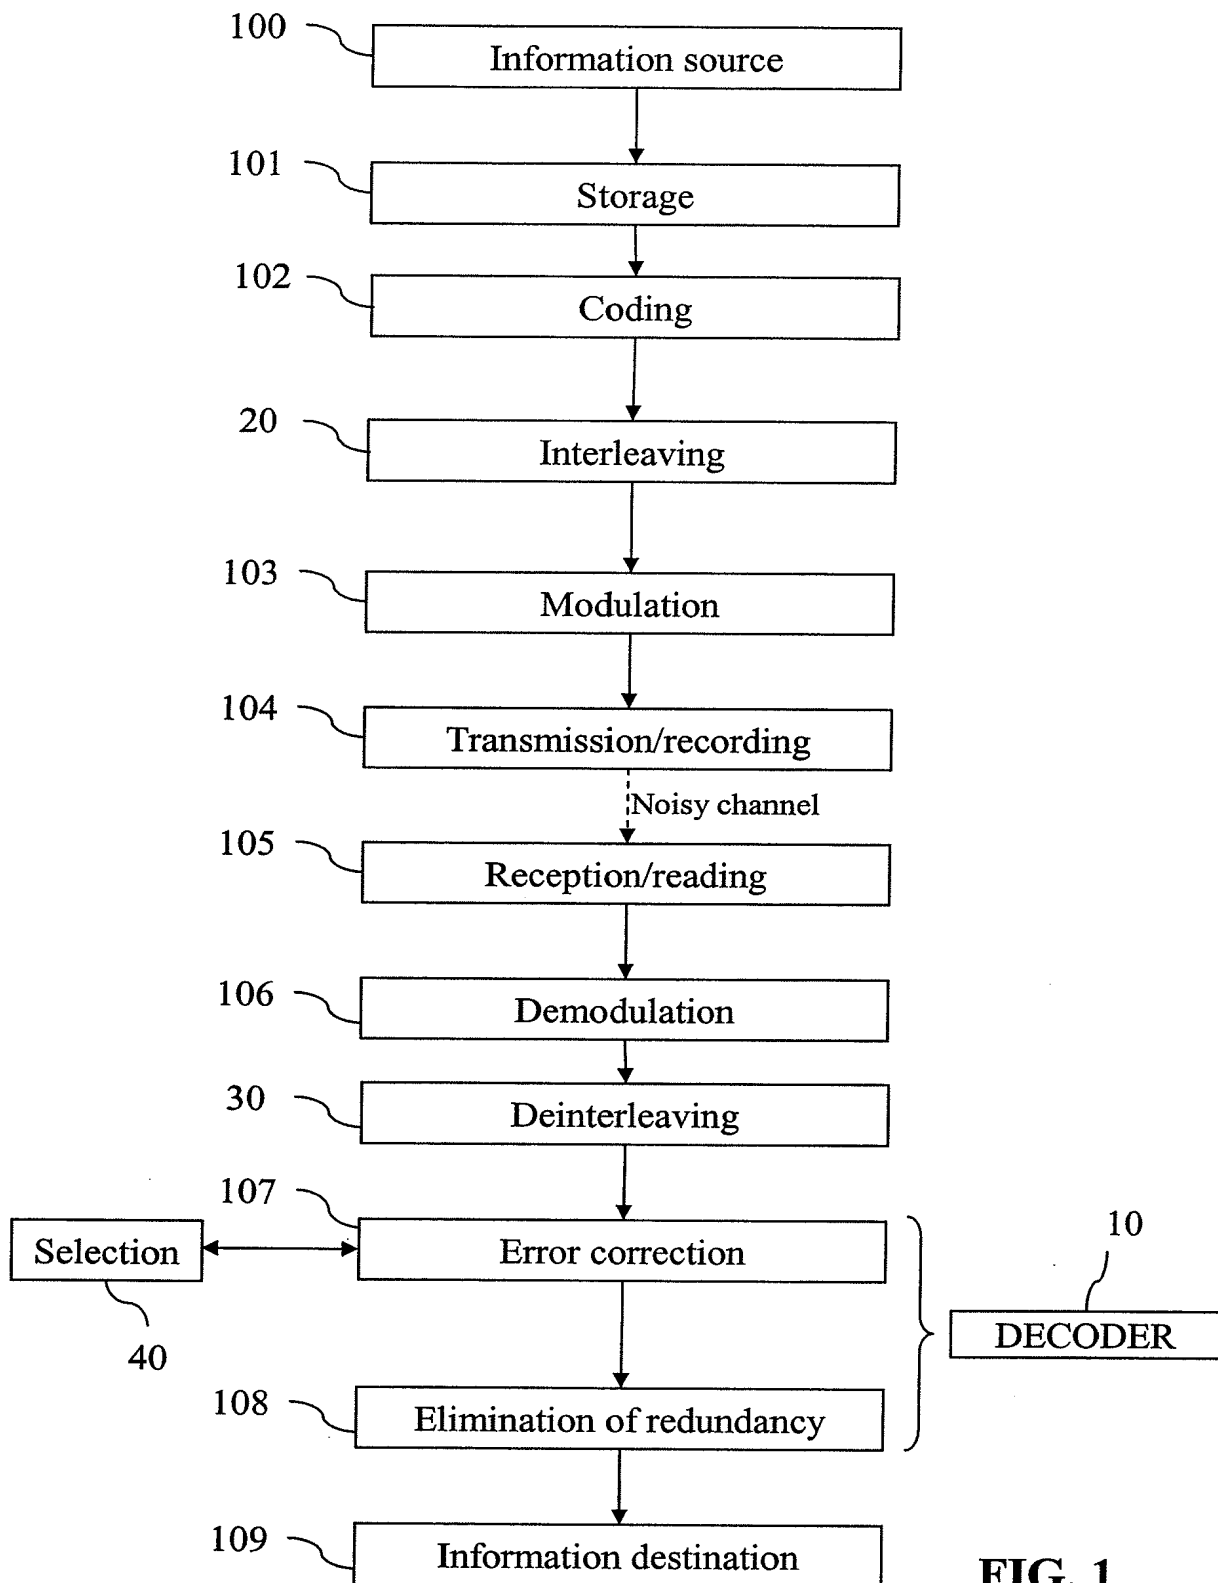 100
Information source
101
Storage
102
Coding
20
Interleaving
103
Modulation
104
Transmission/recording
Noisy channel
105
Reception/reading
106
Demodulation
30
Deinterleaving
107
Selection
Error correction
10
40
DECODER
108
Elimination of redundancy
109
Information destination
FIG. 1